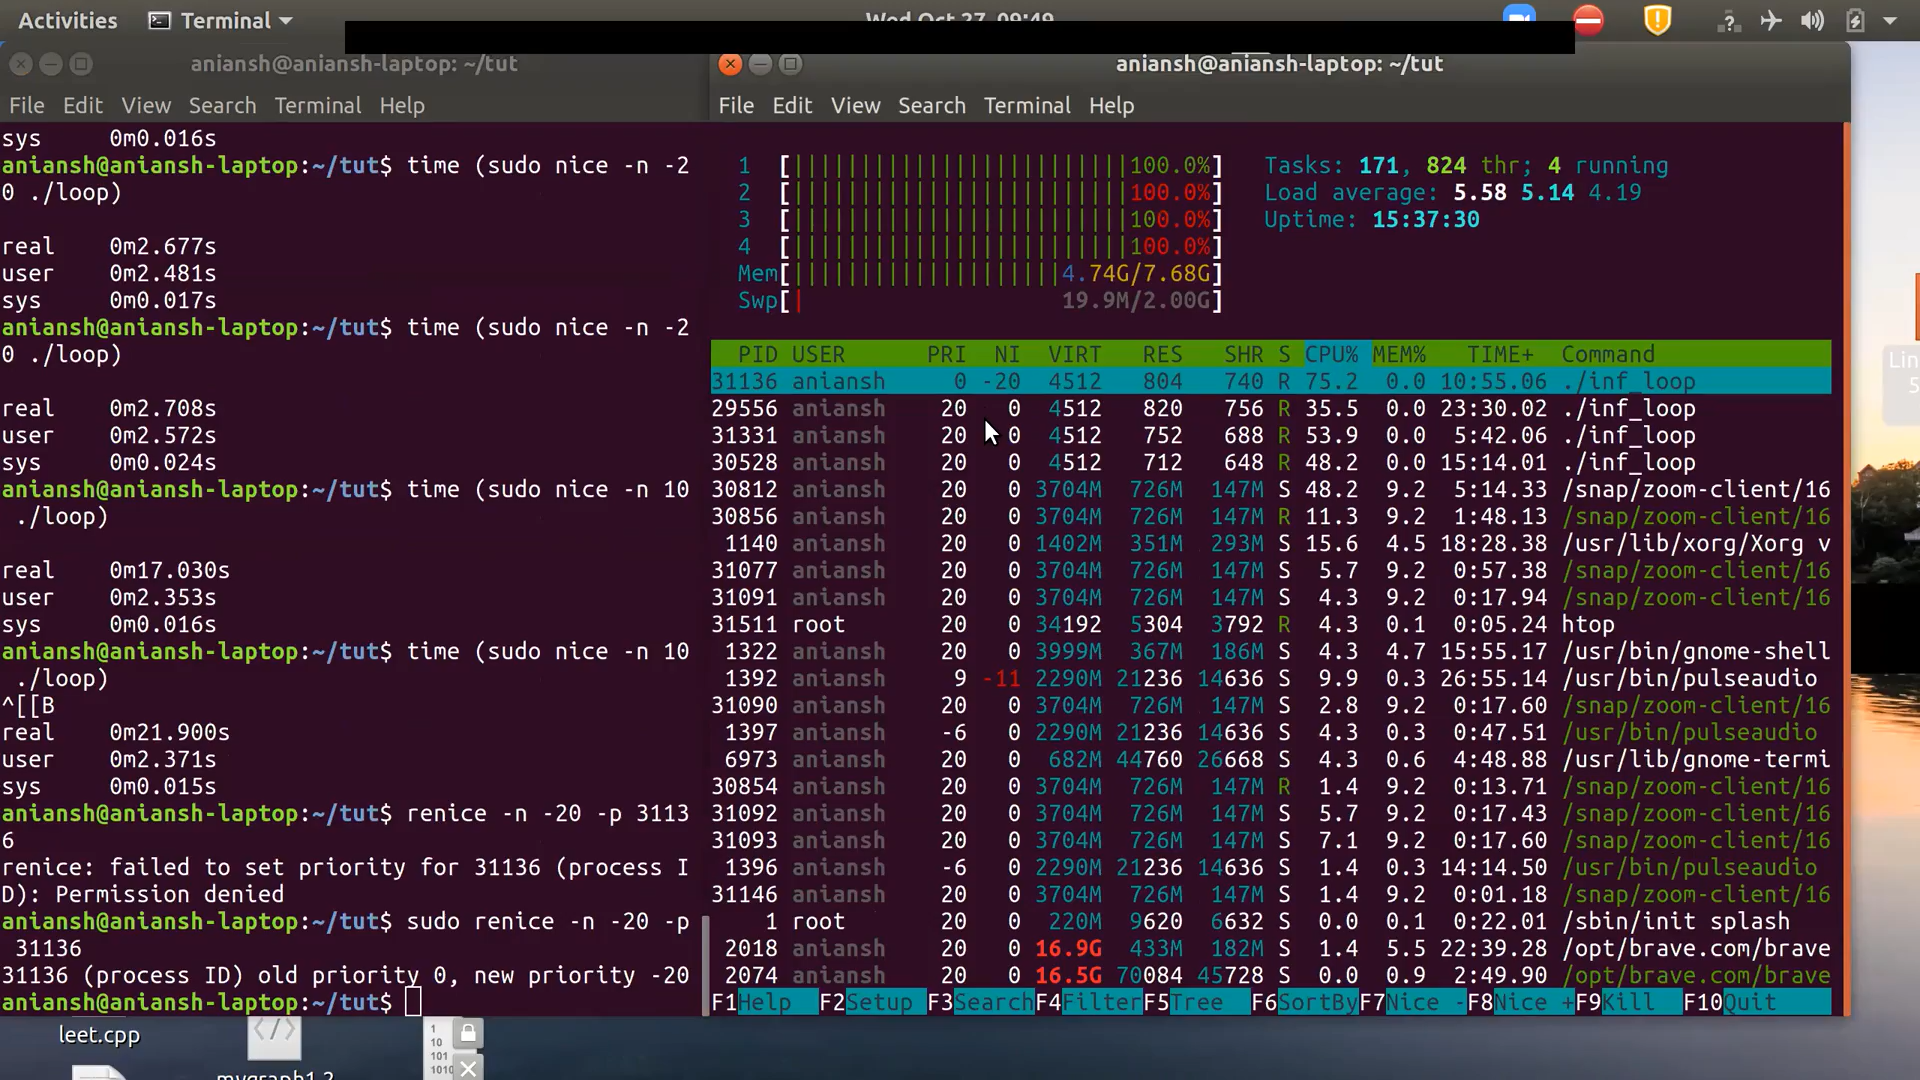 Activities
Terminal
Wed Oct 27, 09:49
aniansh@aniansh-laptop: ~/tut
File Edit View Search Terminal Help
sys 0m0.016s
aniansh@aniansh-laptop:~/tut$ time (sudo nice -n -2
0 ./loop)
real 0m2.677s
user 0m2.481s
sys 0m0.017s
aniansh@aniansh-laptop:~/tut$ time (sudo nice -n -2
0 ./loop)
real 0m2.708s
user 0m2.572s
sys 0m0.024s
aniansh@aniansh-laptop:~/tut$ time (sudo nice -n 10
./loop)
real 0m17.030s
user 0m2.353s
sys 0m0.016s
aniansh@aniansh-laptop:~/tut$ time (sudo nice -n 10
./loop)
^[[B
real 0m21.900s
user 0m2.371s
sys 0m0.015s
aniansh@aniansh-laptop:~/tut$ renice -n -20 -p 3113
6
renice: failed to set priority for 31136 (process I
D): Permission denied
aniansh@aniansh-laptop:~/tut$ sudo renice -n -20 -p
31136
31136 (process ID) old priority 0, new priority -20
aniansh@aniansh-laptop:~/tut$
aniansh@aniansh-laptop: ~/tut
File Edit View Search Terminal Help
1 [||||||||||||||||||||||||||100.0%] Tasks: 171, 824 thr; 4 running
2 [||||||||||||||||||||||||||100.0%] Load average: 5.58 5.14 4.19
3 [||||||||||||||||||||||||||100.0%] Uptime: 15:37:30
4 [||||||||||||||||||||||||||100.0%]
Mem[||||||||||||||||||||4.74G/7.68G]
Swp[| 19.9M/2.00G]
PID USER PRI NI VIRT RES SHR S CPU% MEM% TIME+ Command
31136 aniansh 0 -20 4512 804 740 R 75.2 0.0 10:55.06 ./inf_loop
29556 aniansh 20 0 4512 820 756 R 35.5 0.0 23:30.02 ./inf_loop
31331 aniansh 20 0 4512 752 688 R 53.9 0.0 5:42.06 ./inf_loop
30528 aniansh 20 0 4512 712 648 R 48.2 0.0 15:14.01 ./inf_loop
30812 aniansh 20 0 3704M 726M 147M S 48.2 9.2 5:14.33 /snap/zoom-client/16
30856 aniansh 20 0 3704M 726M 147M R 11.3 9.2 1:48.13 /snap/zoom-client/16
1140 aniansh 20 0 1402M 351M 293M S 15.6 4.5 18:28.38 /usr/lib/xorg/Xorg v
31077 aniansh 20 0 3704M 726M 147M S 5.7 9.2 0:57.38 /snap/zoom-client/16
31091 aniansh 20 0 3704M 726M 147M S 4.3 9.2 0:17.94 /snap/zoom-client/16
31511 root 20 0 34192 5304 3792 R 4.3 0.1 0:05.24 htop
1322 aniansh 20 0 3999M 367M 186M S 4.3 4.7 15:55.17 /usr/bin/gnome-shell
1392 aniansh 9 -11 2290M 21236 14636 S 9.9 0.3 26:55.14 /usr/bin/pulseaudio
31090 aniansh 20 0 3704M 726M 147M S 2.8 9.2 0:17.60 /snap/zoom-client/16
1397 aniansh -6 0 2290M 21236 14636 S 4.3 0.3 0:47.51 /usr/bin/pulseaudio
6973 aniansh 20 0 682M 44760 26668 S 4.3 0.6 4:48.88 /usr/lib/gnome-termi
30854 aniansh 20 0 3704M 726M 147M R 1.4 9.2 0:13.71 /snap/zoom-client/16
31092 aniansh 20 0 3704M 726M 147M S 5.7 9.2 0:17.43 /snap/zoom-client/16
31093 aniansh 20 0 3704M 726M 147M S 7.1 9.2 0:17.60 /snap/zoom-client/16
1396 aniansh -6 0 2290M 21236 14636 S 1.4 0.3 14:14.50 /usr/bin/pulseaudio
31146 aniansh 20 0 3704M 726M 147M S 1.4 9.2 0:01.18 /snap/zoom-client/16
1 root 20 0 220M 9620 6632 S 0.0 0.1 0:22.01 /sbin/init splash
2018 aniansh 20 0 16.9G 433M 182M S 1.4 5.5 22:39.28 /opt/brave.com/brave
2074 aniansh 20 0 16.5G 70084 45728 S 0.0 0.9 2:49.90 /opt/brave.com/brave
F1Help F2Setup F3SearchF4FilterF5Tree F6SortByF7Nice -F8Nice +F9Kill F10Quit
Lin
5
leet.cpp
1
10
101
1010